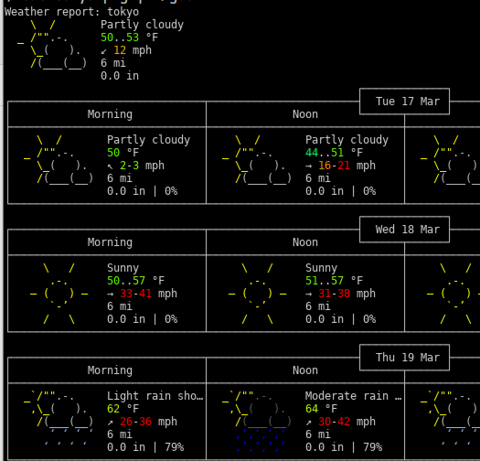 Weather report: tokyo
Partly cloudy
50..53 °F
↙ 12 mph
6 mi
0.0 in
Tue 17 Mar
Morning Noon
Partly cloudy Partly cloudy
50 °F 44..51 °F
↖ 2-3 mph → 16-21 mph
6 mi 6 mi
0.0 in | 0% 0.0 in | 0%
Wed 18 Mar
Morning Noon
Sunny Sunny
50..57 °F 51..57 °F
→ 33-41 mph → 31-38 mph
6 mi 6 mi
0.0 in | 0% 0.0 in | 0%
Thu 19 Mar
Morning Noon
Light rain sho… Moderate rain …
62 °F 64 °F
↗ 26-36 mph ↗ 30-42 mph
6 mi 6 mi
0.0 in | 79% 0.0 in | 79%